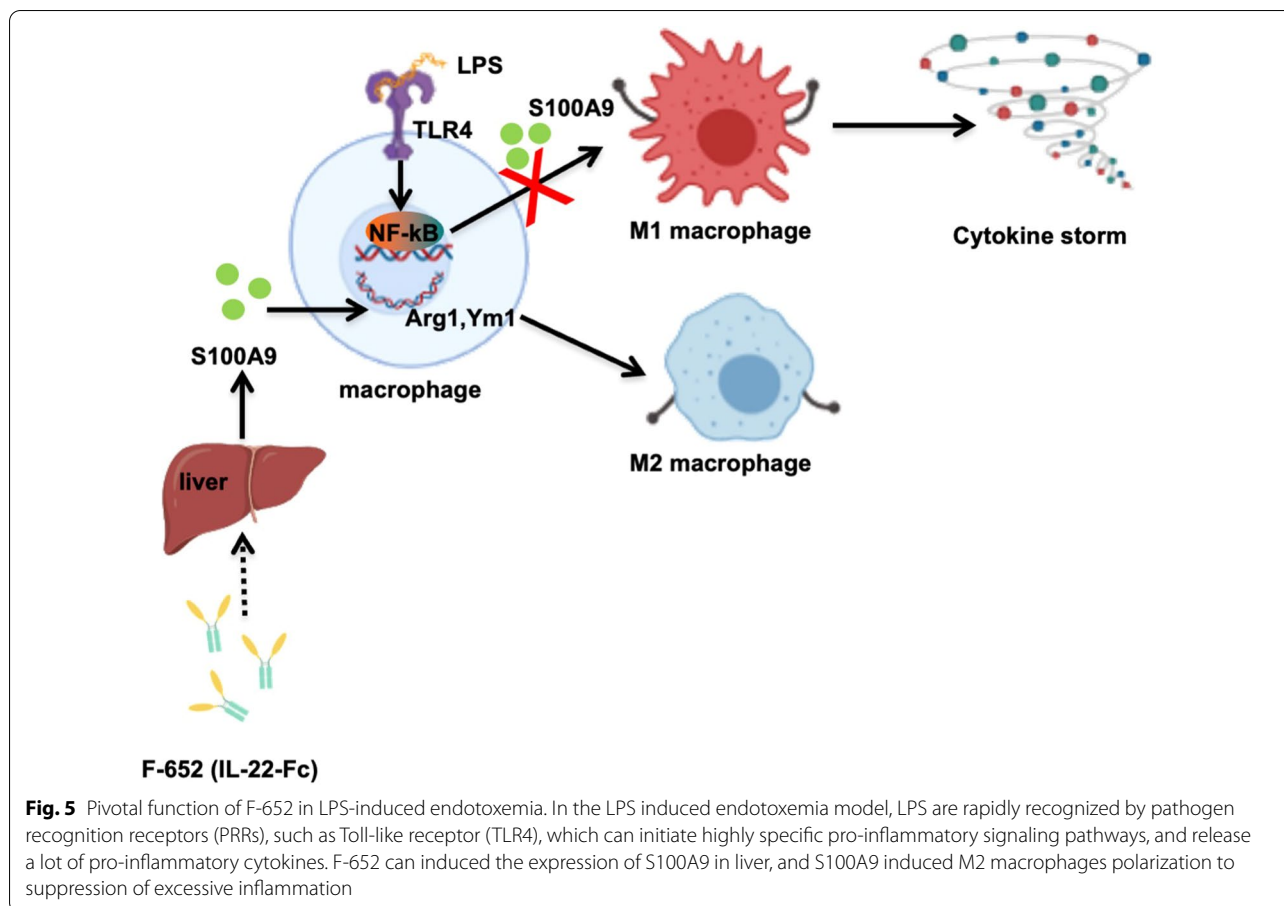 LPS
S100A9
TLR4
NF-kB
Arg1,Ym1
S100A9
macrophage
M1 macrophage
Cytokine storm
M2 macrophage
liver
F-652 (IL-22-Fc)
Fig. 5 Pivotal function of F-652 in LPS-induced endotoxemia. In the LPS induced endotoxemia model, LPS are rapidly recognized by pathogen
recognition receptors (PRRs), such as Toll-like receptor (TLR4), which can initiate highly specific pro-inflammatory signaling pathways, and release
a lot of pro-inflammatory cytokines. F-652 can induced the expression of S100A9 in liver, and S100A9 induced M2 macrophages polarization to
suppression of excessive inflammation